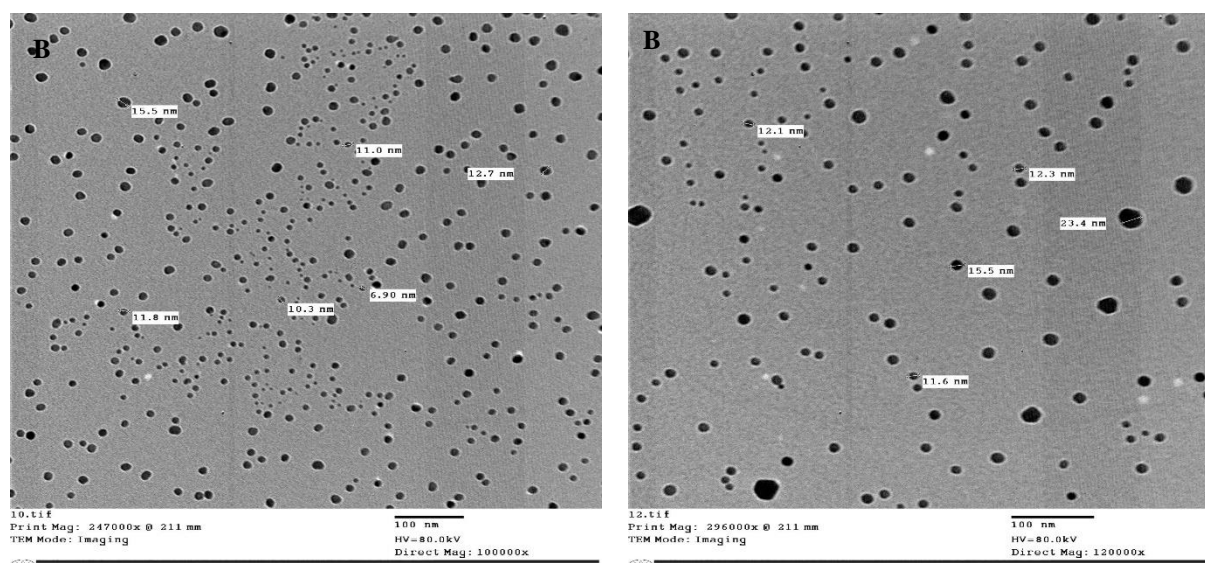 B
15.5 nm
11.0 nm
12.7 nm
6.90 nm
10.3 nm
11.8 nm
10.tif
Print Mag: 247000x @ 211 mm
TEM Mode: Imaging
100 nm
HV=80.0kV
Direct Mag: 100000x
B
12.1 nm
12.3 nm
23.4 nm
15.5 nm
11.6 nm
12.tif
Print Mag: 296000x @ 211 mm
TEM Mode: Imaging
100 nm
HV=80.0kV
Direct Mag: 120000x